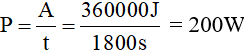 P = A/t = 360000J/1800s = 200W